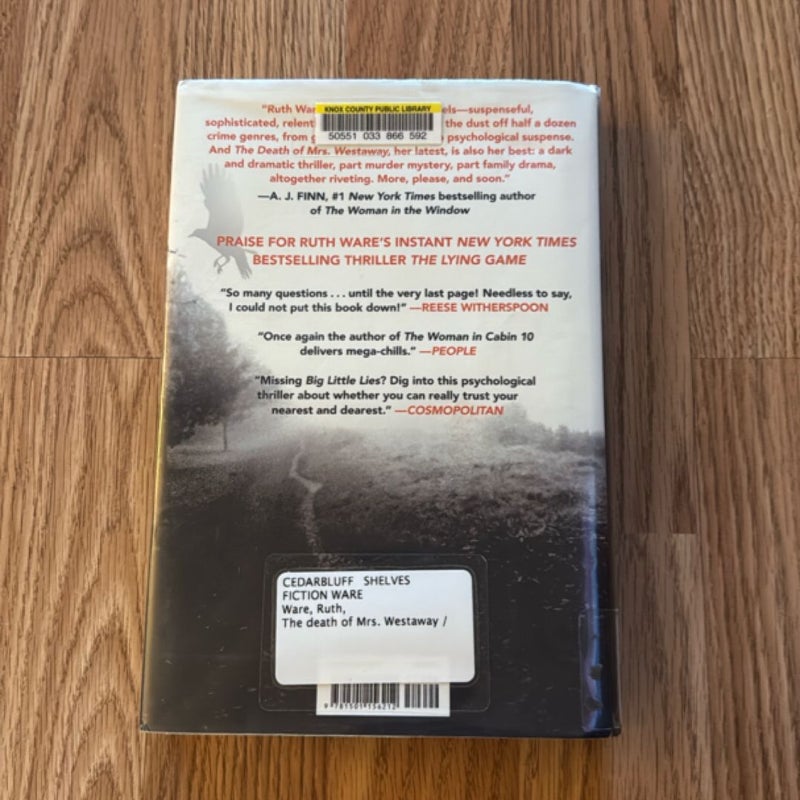 "Ruth War
KNOX COUNTY PUBLIC LIBRARY
els—suspenseful,
sophisticated, relent
the dust off half a dozen
50551 033 866 592
crime genres, from g
psychological suspense.
And The Death of Mrs. Westaway, her latest, is also her best: a dark
and dramatic thriller, part murder mystery, part family drama,
altogether riveting. More, please, and soon."
—A. J. FINN, #1 New York Times bestselling author
of The Woman in the Window
PRAISE FOR RUTH WARE'S INSTANT NEW YORK TIMES
BESTSELLING THRILLER THE LYING GAME
"So many questions . . . until the very last page! Needless to say,
I could not put this book down!" —REESE WITHERSPOON
"Once again the author of The Woman in Cabin 10
delivers mega-chills." —PEOPLE
"Missing Big Little Lies? Dig into this psychological
thriller about whether you can really trust your
nearest and dearest." —COSMOPOLITAN
CEDARBLUFF SHELVES
FICTION WARE
Ware, Ruth,
The death of Mrs. Westaway /
9 781501 156212